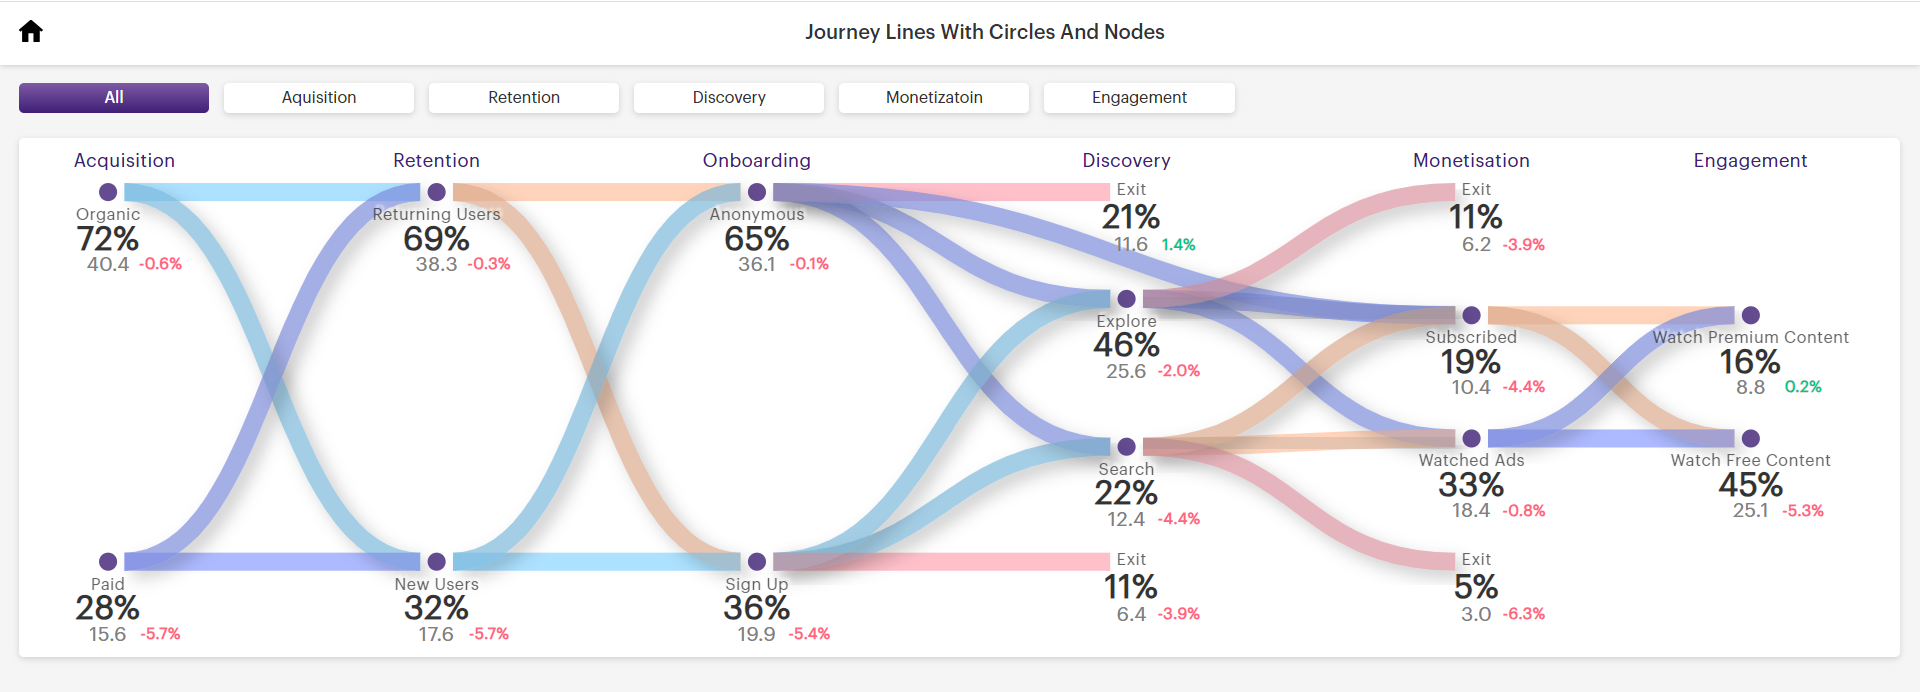 Journey Lines With Circles And Nodes
All
Aquisition
Retention
Discovery
Monetizatoin
Engagement
Acquisition
Retention
Onboarding
Discovery
Monetisation
Engagement
Organic
72%
40.4 -0.6%
Paid
28%
15.6 -5.7%
Returning Users
69%
38.3 -0.3%
New Users
32%
17.6 -5.7%
Anonymous
65%
36.1 -0.1%
Sign Up
36%
19.9 -5.4%
Exit
21%
11.6 1.4%
Explore
46%
25.6 -2.0%
Search
22%
12.4 -4.4%
Exit
11%
6.4 -3.9%
Exit
11%
6.2 -3.9%
Subscribed
19%
10.4 -4.4%
Watched Ads
33%
18.4 -0.8%
Exit
5%
3.0 -6.3%
Watch Premium Content
16%
8.8 0.2%
Watch Free Content
45%
25.1 -5.3%